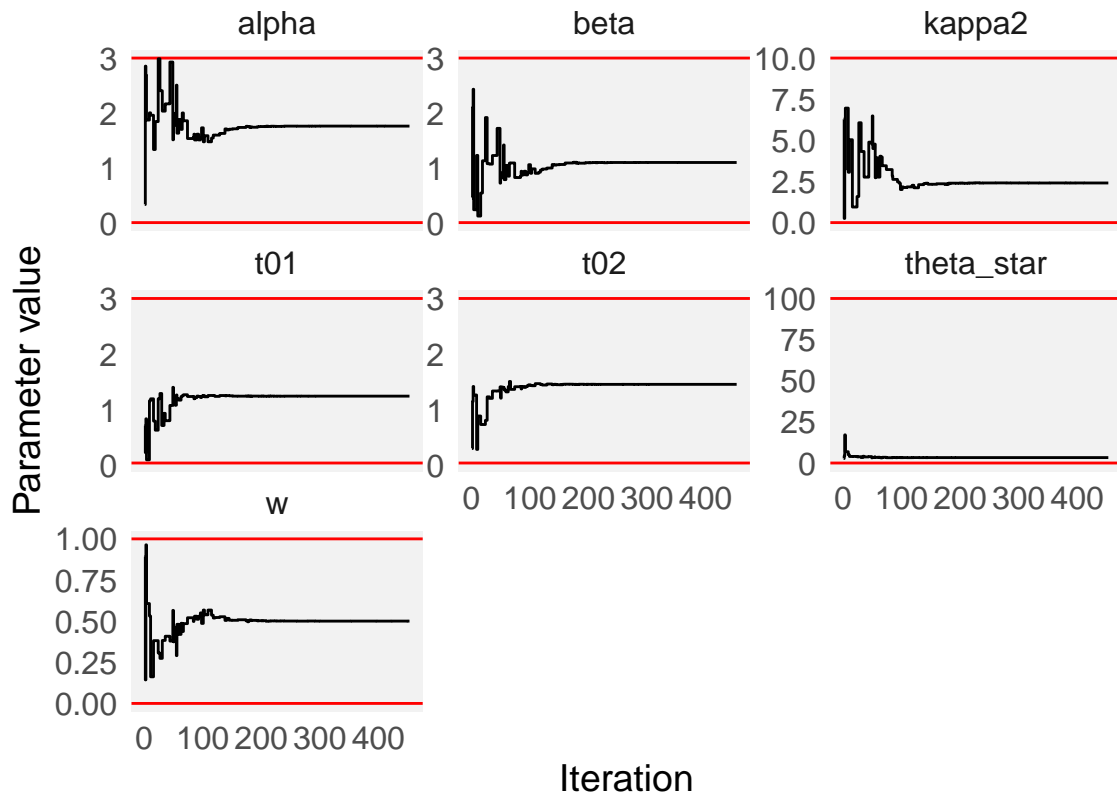 alpha beta kappa2
3 3 10.0
2 2 7.5
5.0
1 1 2.5
0 0 0.0
t01 t02 theta_star
3 3 100
2 2 75
50
1 1 25
0 0 0
0 100 200 300 400 0 100 200 300 400
w
1.00
0.75
0.50
0.25
0.00
0 100 200 300 400
Parameter value
Iteration